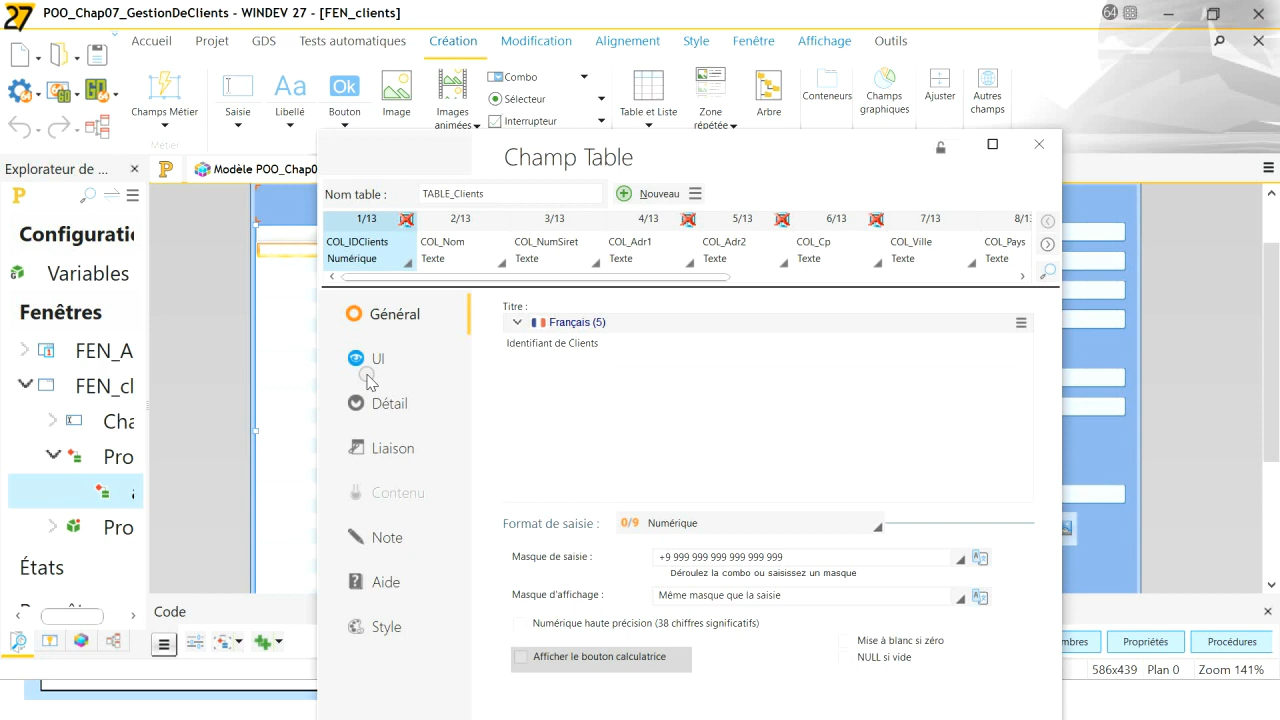 27
POO_Chap07_GestionDeClients - WINDEV 27 - [FEN_clients]
64
Accueil
Projet
GDS
Tests automatiques
Création
Modification
Alignement
Style
Fenêtre
Affichage
Outils
Champs Métier
Saisie
Aa
Libellé
Ok
Bouton
Image
Images animées
Combo
Sélecteur
Interrupteur
Table et Liste
Zone répétée
Arbre
Conteneurs
Champs graphiques
Ajuster
Autres champs
Métier
Explorateur de ...
Modèle POO_Chap0
Configurati
Variables
Fenêtres
FEN_A
FEN_cl
Cha
Pro
Pro
États
Code
Champ Table
Nom table :
TABLE_Clients
Nouveau
1/13
2/13
3/13
4/13
5/13
6/13
7/13
8/1
COL_IDClients
COL_Nom
COL_NumSiret
COL_Adr1
COL_Adr2
COL_Cp
COL_Ville
COL_Pays
Numérique
Texte
Texte
Texte
Texte
Texte
Texte
Texte
Général
UI
Détail
Liaison
Contenu
Note
Aide
Style
Titre :
Français (5)
Identifiant de Clients
Format de saisie :
0/9 Numérique
Masque de saisie :
+9 999 999 999 999 999 999
Déroulez la combo ou saisissez un masque
Masque d'affichage :
Même masque que la saisie
Numérique haute précision (38 chiffres significatifs)
Mise à blanc si zéro
Afficher le bouton calculatrice
NULL si vide
mbres
Propriétés
Procédures
586x439
Plan 0
Zoom 141%